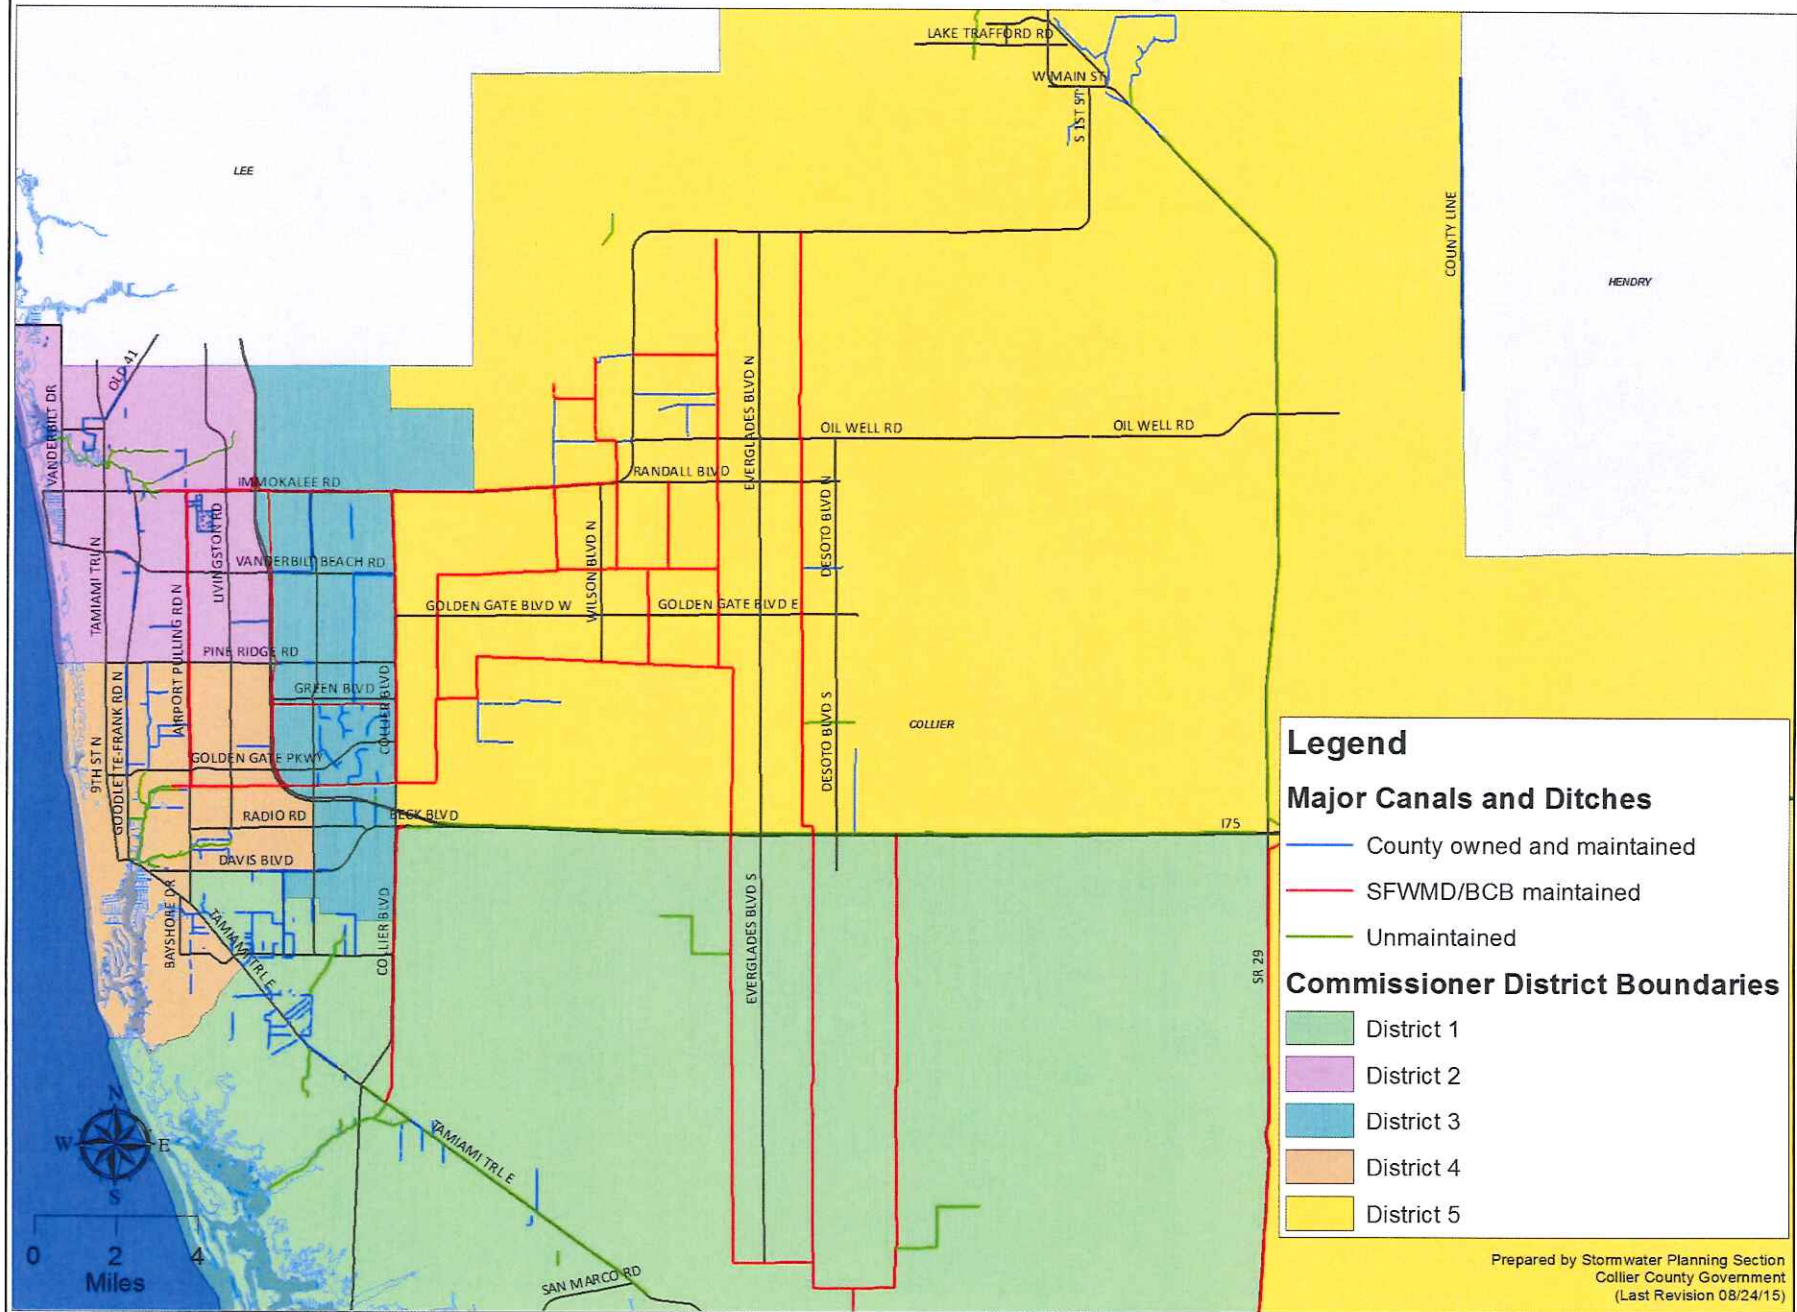 LAKE TRAFFORD RD
W MAIN ST
S 1ST ST
LEE
COUNTY LINE
HENDRY
OLD 41
VANDERBILT DR
EVERGLADES BLVD N
OIL WELL RD
OIL WELL RD
RANDALL BLVD
IMMOKALEE RD
DESOTO BLVD N
WILSON BLVD N
LIVINGSTON RD
VANDERBILT BEACH RD
TAMIAMI TRL N
AIRPORT PULLING RD N
GOLDEN GATE BLVD W
GOLDEN GATE BLVD E
PINE RIDGE RD
GREEN BLVD
COLLIER BLVD
GOODLETTE-FRANK RD N
9TH ST N
DESOTO BLVD S
COLLIER
GOLDEN GATE PKWY
RADIO RD
BECK BLVD
I75
DAVIS BLVD
BAYSHORE DR
TAMIAMI TRL E
COLLIER BLVD
EVERGLADES BLVD S
SR 29
TAMIAMI TRL E
SAN MARCO RD
N
W
E
S
0 2 4
Miles
Legend
Major Canals and Ditches
County owned and maintained
SFWMD/BCB maintained
Unmaintained
Commissioner District Boundaries
District 1
District 2
District 3
District 4
District 5
Prepared by Stormwater Planning Section
Collier County Government
(Last Revision 08/24/15)